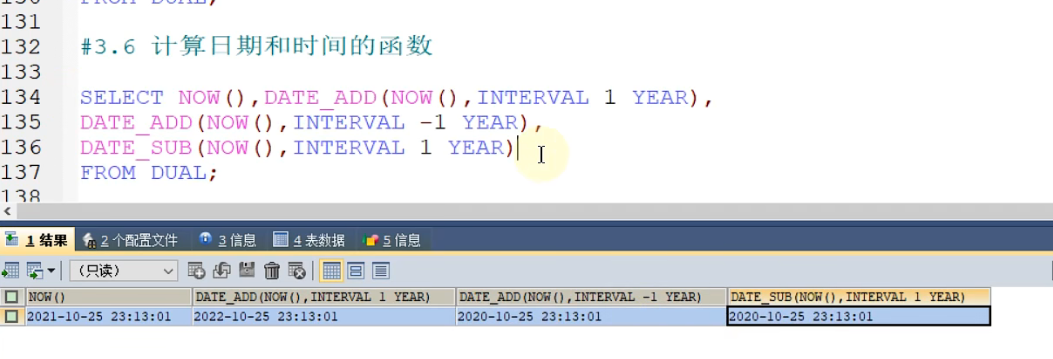 130 FROM DUAL;
131
132 #3.6 计算日期和时间的函数
133
134 SELECT NOW(),DATE_ADD(NOW(),INTERVAL 1 YEAR),
135 DATE_ADD(NOW(),INTERVAL -1 YEAR),
136 DATE_SUB(NOW(),INTERVAL 1 YEAR)
137 FROM DUAL;
138
1 结果 2 个配置文件 3 信息 4 表数据 5 信息
(只读)
NOW() DATE_ADD(NOW(),INTERVAL 1 YEAR) DATE_ADD(NOW(),INTERVAL -1 YEAR) DATE_SUB(NOW(),INTERVAL 1 YEAR)
2021-10-25 23:13:01 2022-10-25 23:13:01 2020-10-25 23:13:01 2020-10-25 23:13:01